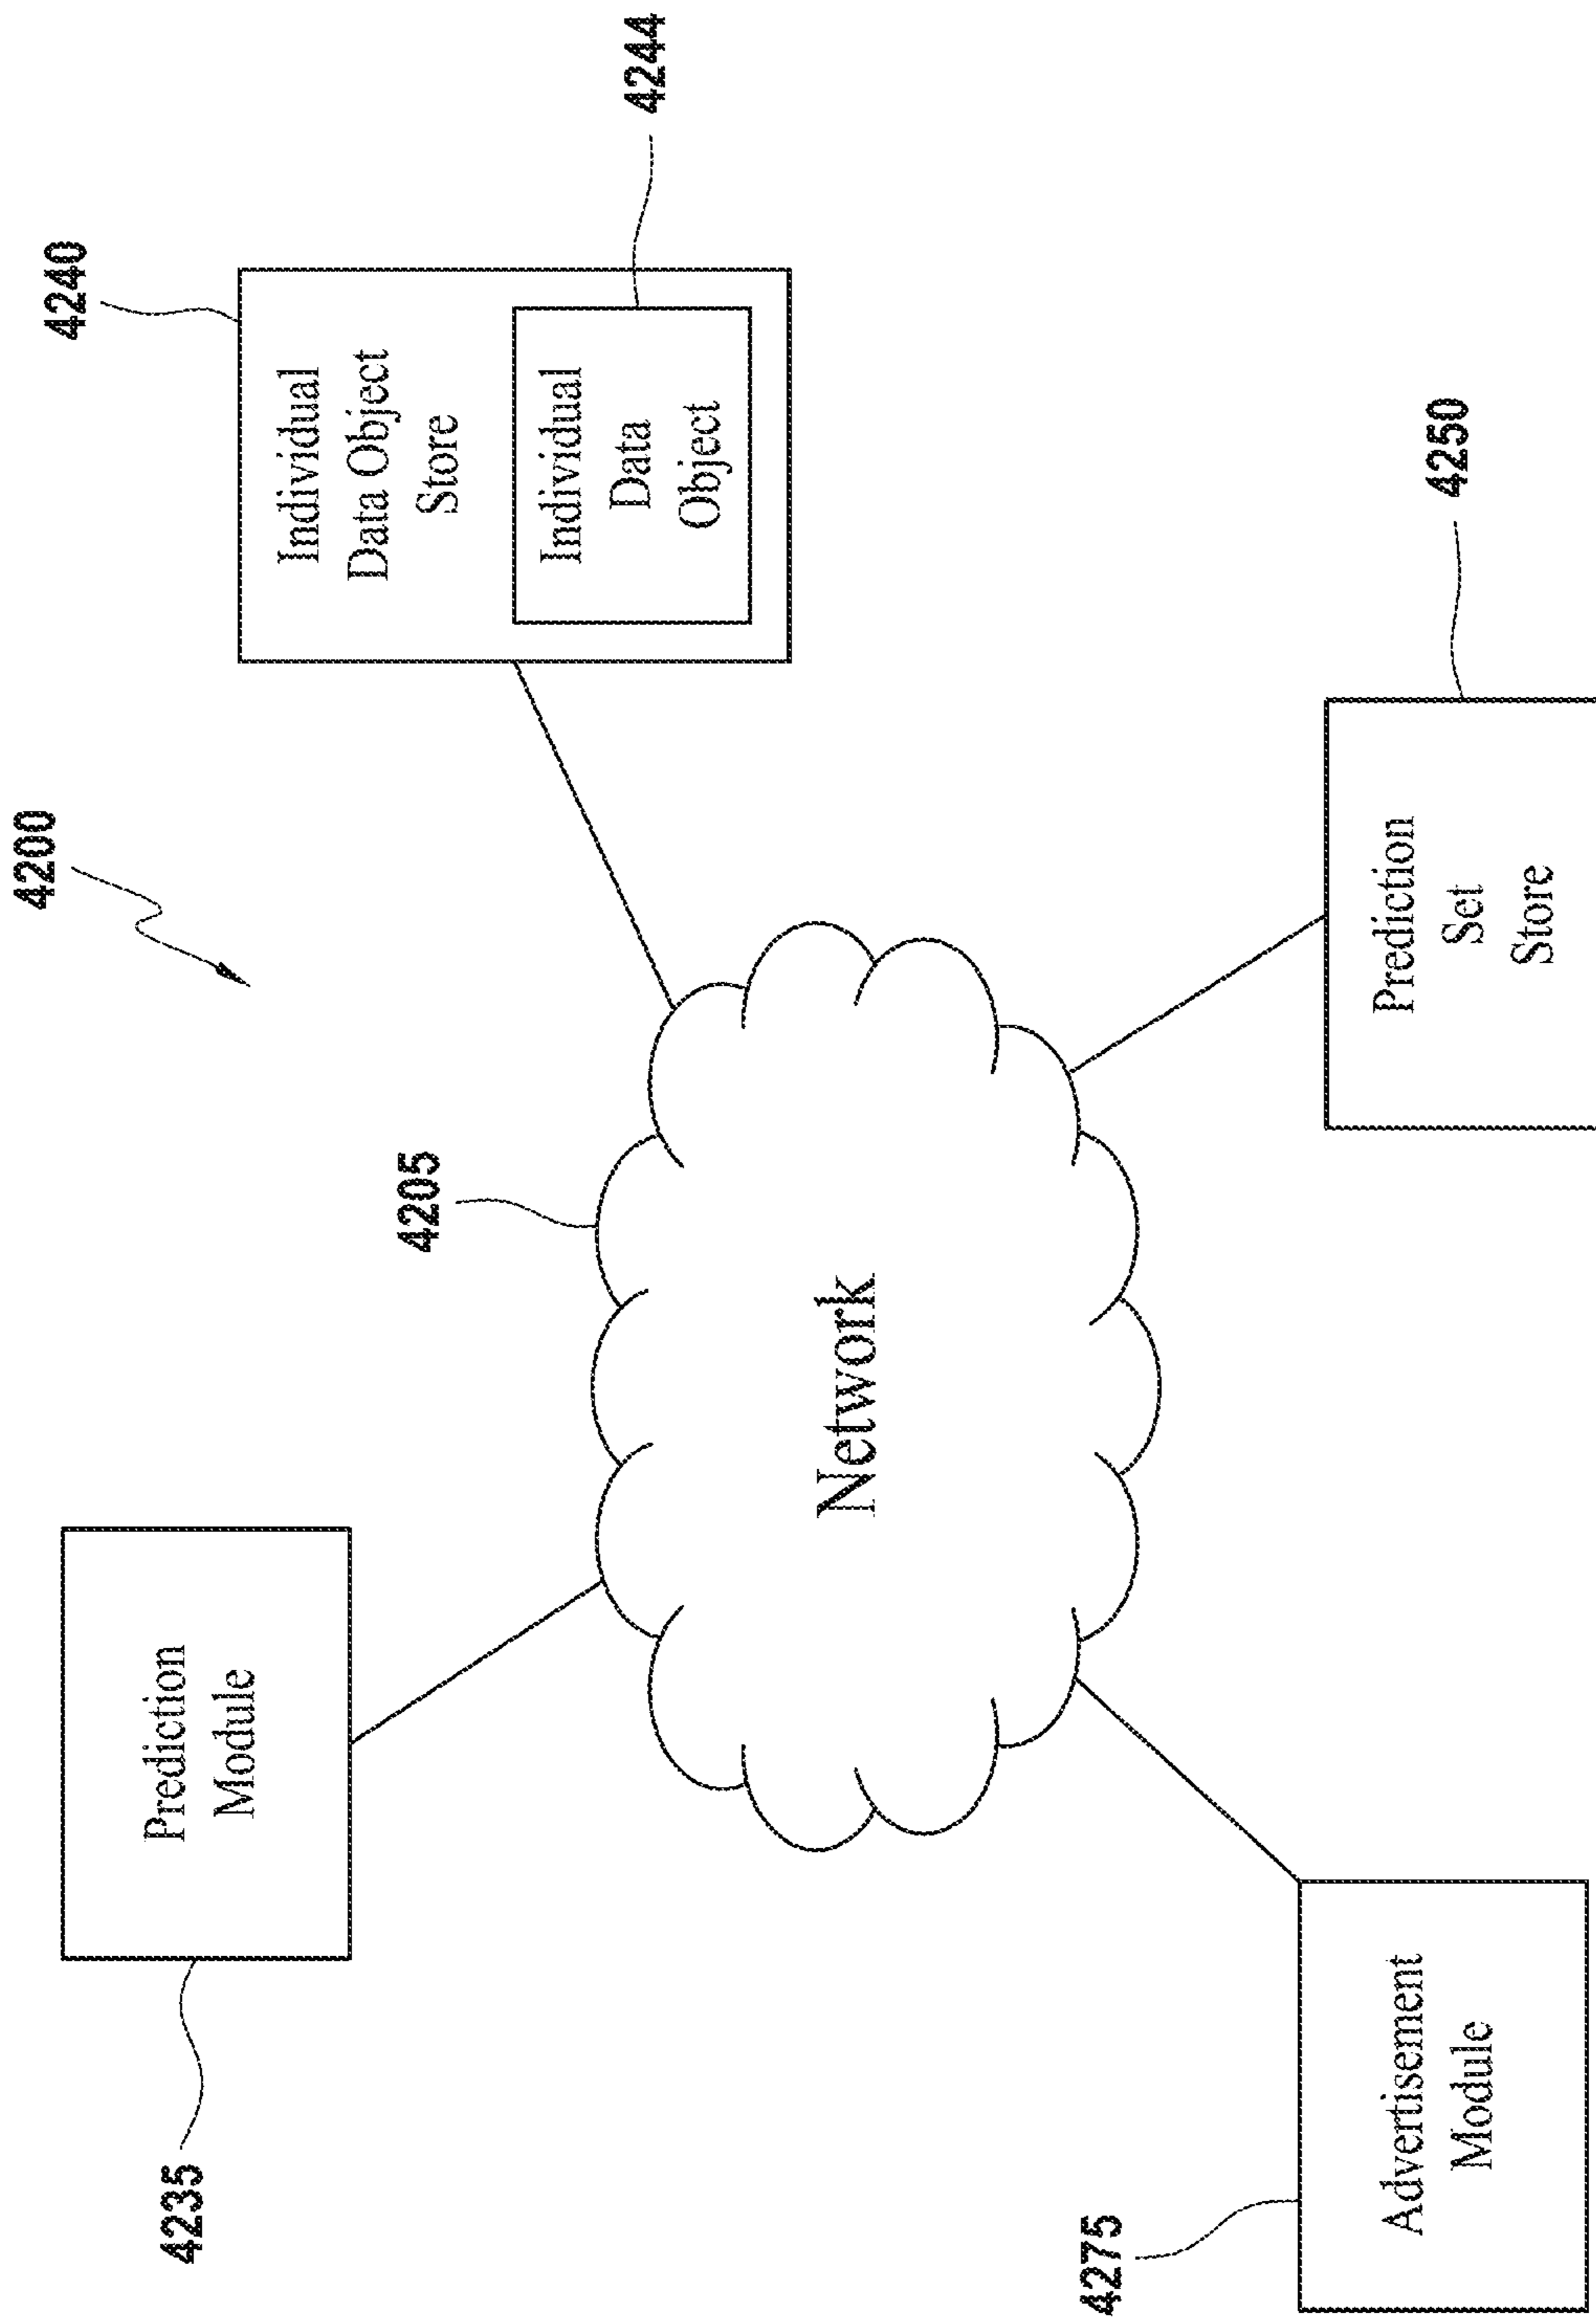 4200
4235
Prediction
Module
4240
Individual
Data Object
Store
Individual
Data
Object
4244
4205
Network
4275
Advertisement
Module
4250
Prediction
Set
Store